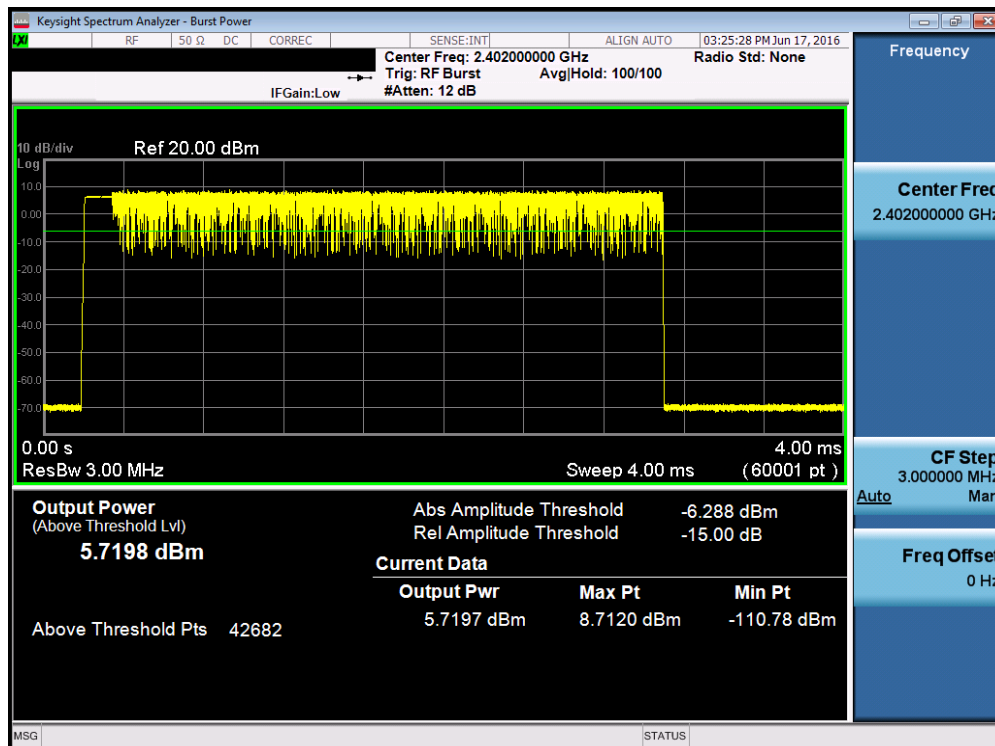 Keysight Spectrum Analyzer - Burst Power
LXI RF 50 Ω DC CORREC SENSE:INT ALIGN AUTO 03:25:28 PM Jun 17, 2016
Center Freq: 2.402000000 GHz Radio Std: None
Trig: RF Burst Avg|Hold: 100/100
IFGain:Low #Atten: 12 dB
Frequency
10 dB/div Ref 20.00 dBm
Log
10.0
0.00
-10.0
-20.0
-30.0
-40.0
-50.0
-60.0
-70.0
0.00 s 4.00 ms
ResBw 3.00 MHz Sweep 4.00 ms (60001 pt)
Center Freq
2.402000000 GHz
CF Step
3.000000 MHz
Auto Man
Freq Offset
0 Hz
Output Power
(Above Threshold Lvl)
5.7198 dBm
Above Threshold Pts 42682
Abs Amplitude Threshold -6.288 dBm
Rel Amplitude Threshold -15.00 dB
Current Data
Output Pwr Max Pt Min Pt
5.7197 dBm 8.7120 dBm -110.78 dBm
MSG STATUS